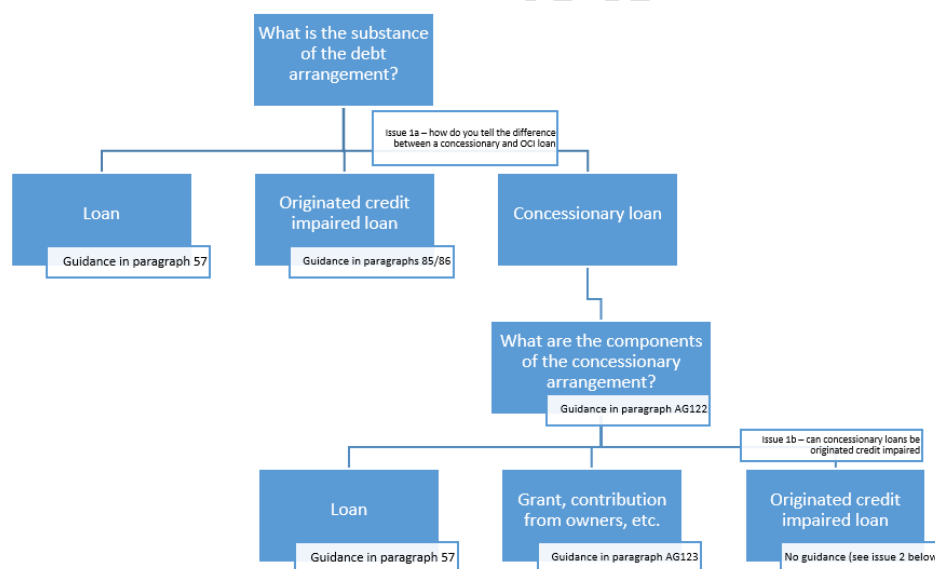 What is the substance
of the debt
arrangement?
Issue 1a – how do you tell the difference
between a concessionary and OCI loan
Loan
Guidance in paragraph 57
Originated credit
impaired loan
Guidance in paragraphs 85/86
Concessionary loan
What are the components
of the concessionary
arrangement?
Guidance in paragraph AG122
Issue 1b – can concessionary loans be
originated credit impaired
Loan
Guidance in paragraph 57
Grant, contribution
from owners, etc.
Guidance in paragraph AG123
Originated credit
impaired loan
No guidance (see issue 2 below